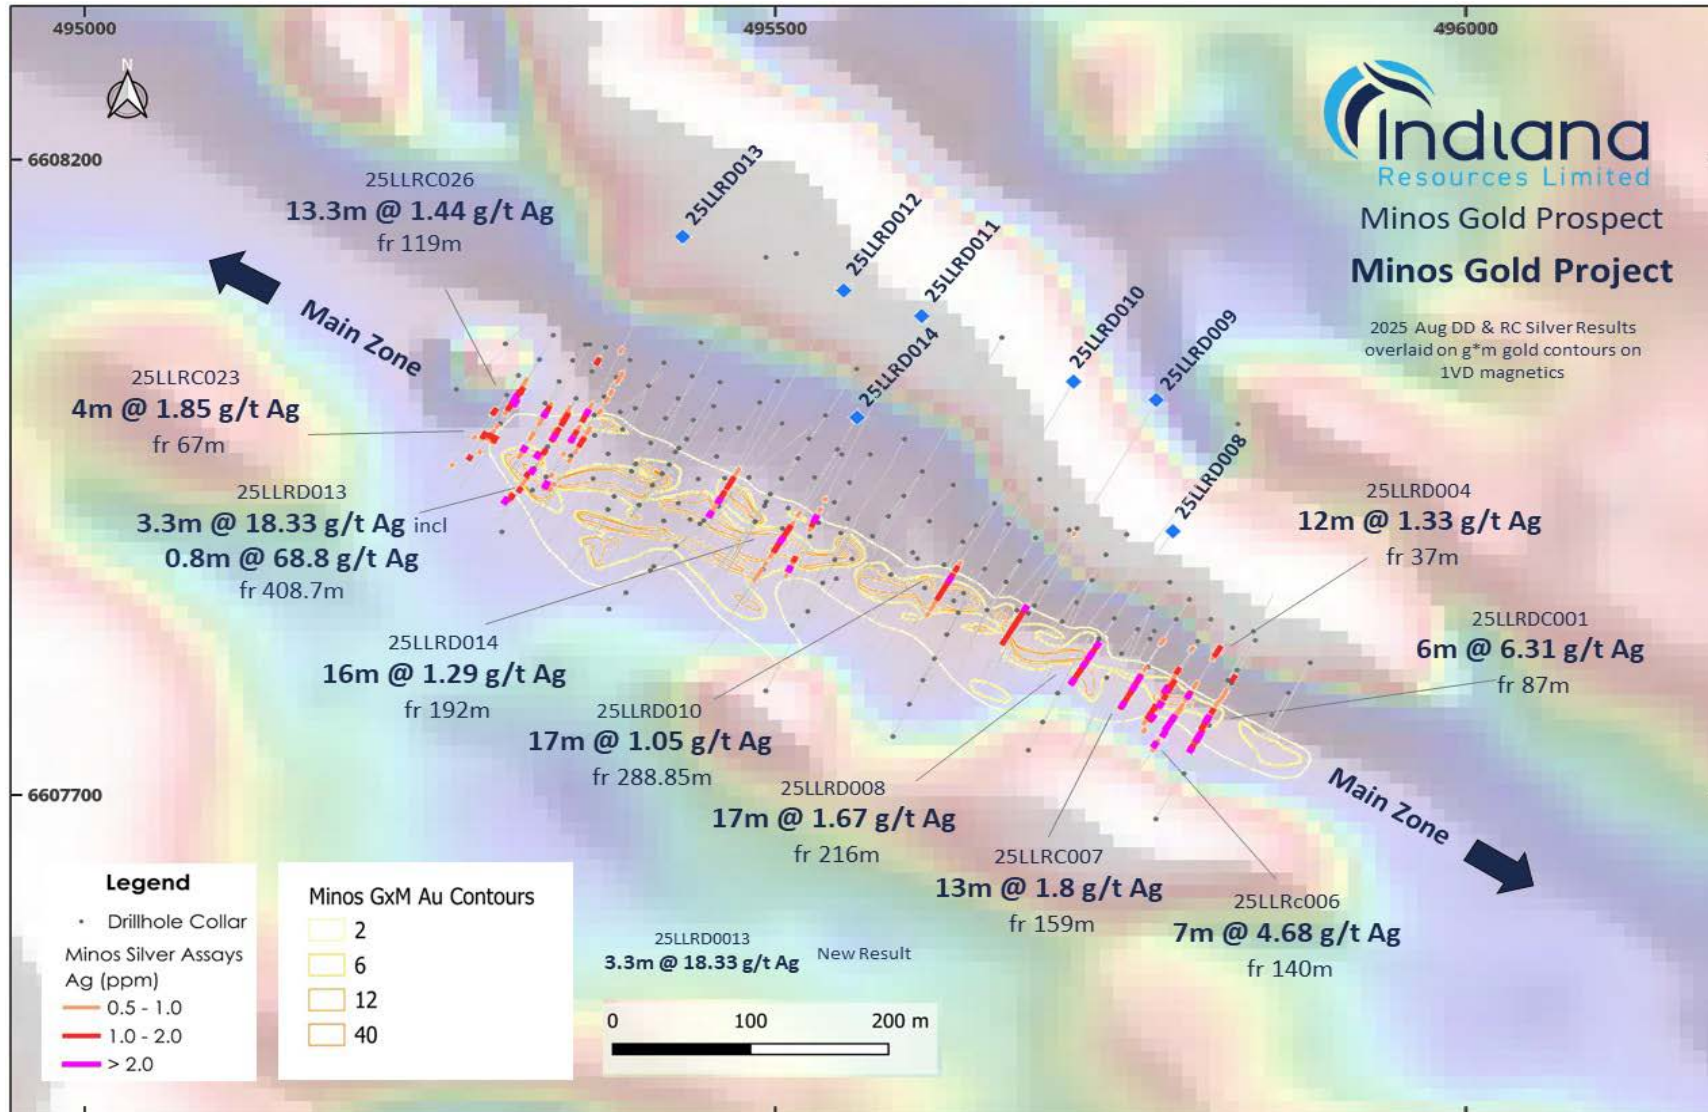 495000
495500
496000
N
6608200
6607700
Indiana
Resources Limited
Minos Gold Prospect
Minos Gold Project
2025 Aug DD & RC Silver Results
overlaid on g*m gold contours on
1VD magnetics
25LLRD013
25LLRD012
25LLRD011
25LLRD014
25LLRD010
25LLRD009
25LLRD008
25LLRC026
13.3m @ 1.44 g/t Ag
fr 119m
Main Zone
25LLRC023
4m @ 1.85 g/t Ag
fr 67m
25LLRD013
3.3m @ 18.33 g/t Ag incl
0.8m @ 68.8 g/t Ag
fr 408.7m
25LLRD014
16m @ 1.29 g/t Ag
fr 192m
25LLRD010
17m @ 1.05 g/t Ag
fr 288.85m
25LLRD008
17m @ 1.67 g/t Ag
fr 216m
25LLRC007
13m @ 1.8 g/t Ag
fr 159m
25LLRc006
7m @ 4.68 g/t Ag
fr 140m
25LLRD004
12m @ 1.33 g/t Ag
fr 37m
25LLRDC001
6m @ 6.31 g/t Ag
fr 87m
Main Zone
Legend
Drillhole Collar
Minos Silver Assays
Ag (ppm)
0.5 - 1.0
1.0 - 2.0
> 2.0
Minos GxM Au Contours
2
6
12
40
25LLRD0013
3.3m @ 18.33 g/t Ag New Result
0 100 200 m